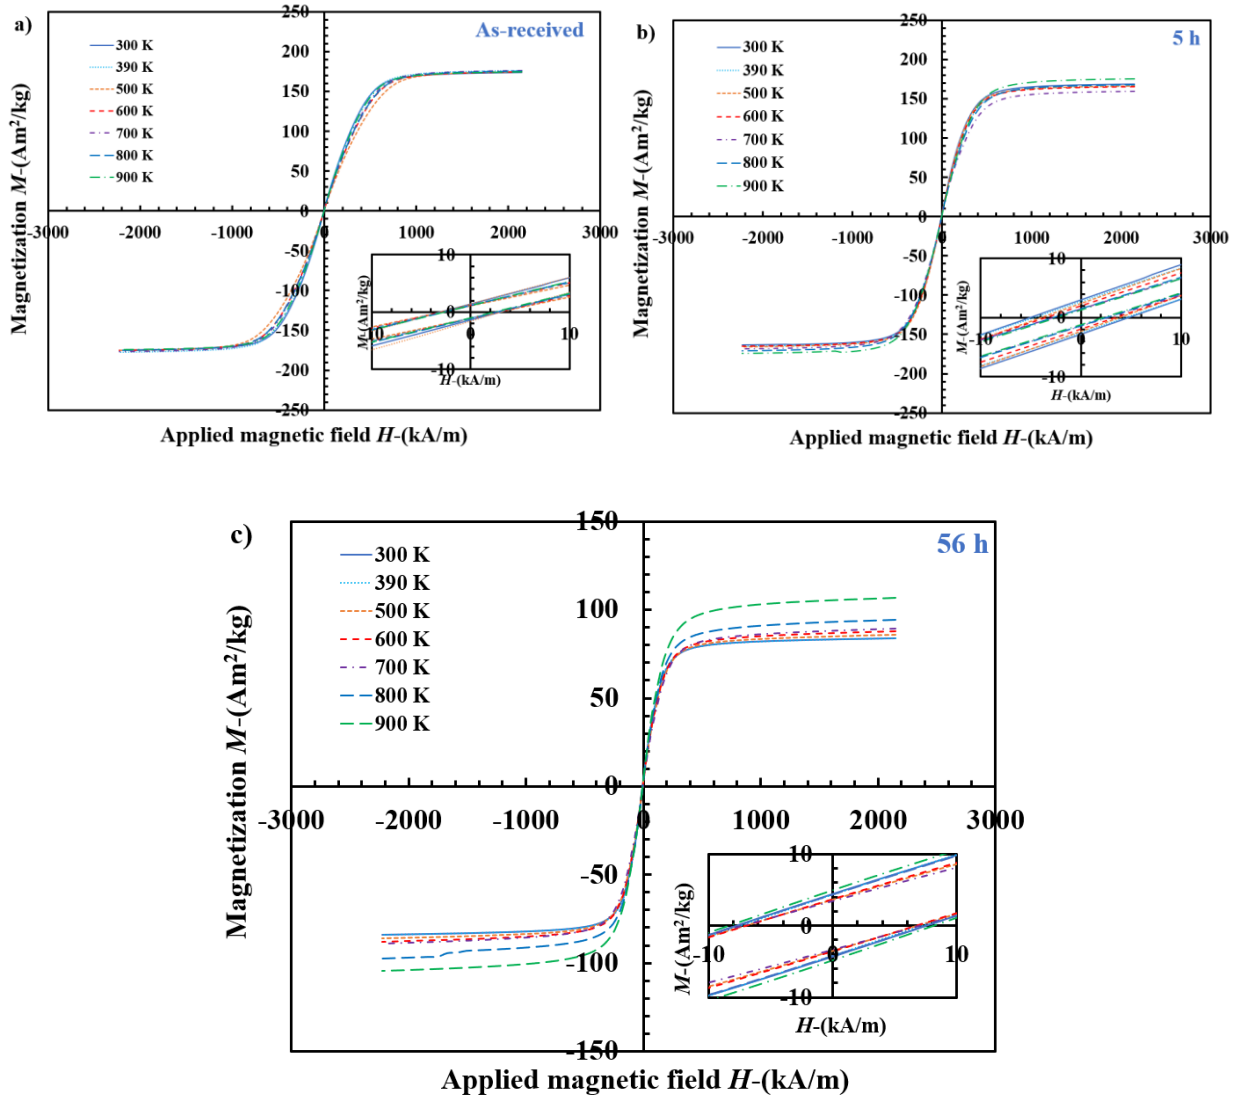 a)
As-received
300 K
390 K
500 K
600 K
700 K
800 K
900 K
250
200
150
100
50
0
-50
-100
-150
-200
-250
-3000 -2000 -1000 0 1000 2000 3000
Magnetization M-(Am²/kg)
Applied magnetic field H-(kA/m)
10
0
-10
-10 0 10
M-(Am²/kg)
H-(kA/m)
b)
5 h
300 K
390 K
500 K
600 K
700 K
800 K
900 K
250
200
150
100
50
0
-50
-100
-150
-200
-250
-3000 -2000 -1000 0 1000 2000 3000
Magnetization M-(Am²/kg)
Applied magnetic field H-(kA/m)
10
0
-10
-10 0 10
M-(Am²/kg)
H-(kA/m)
c)
56 h
300 K
390 K
500 K
600 K
700 K
800 K
900 K
150
100
50
0
-50
-100
-150
-3000 -2000 -1000 0 1000 2000 3000
Magnetization M-(Am²/kg)
Applied magnetic field H-(kA/m)
10
0
-10
-10 0 10
M-(Am²/kg)
H-(kA/m)